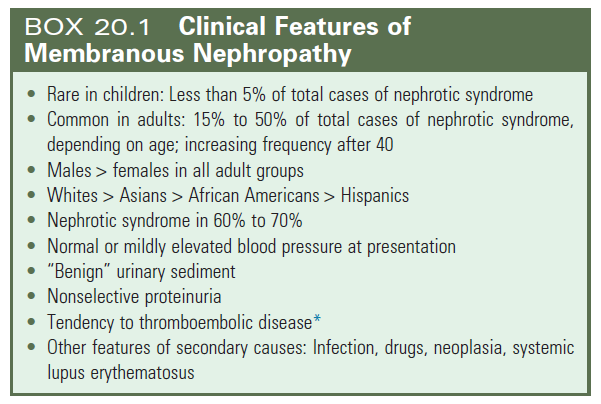 BOX 20.1 Clinical Features of
Membranous Nephropathy
• Rare in children: Less than 5% of total cases of nephrotic syndrome
• Common in adults: 15% to 50% of total cases of nephrotic syndrome,
depending on age; increasing frequency after 40
• Males > females in all adult groups
• Whites > Asians > African Americans > Hispanics
• Nephrotic syndrome in 60% to 70%
• Normal or mildly elevated blood pressure at presentation
• “Benign” urinary sediment
• Nonselective proteinuria
• Tendency to thromboembolic disease*
• Other features of secondary causes: Infection, drugs, neoplasia, systemic
lupus erythematosus